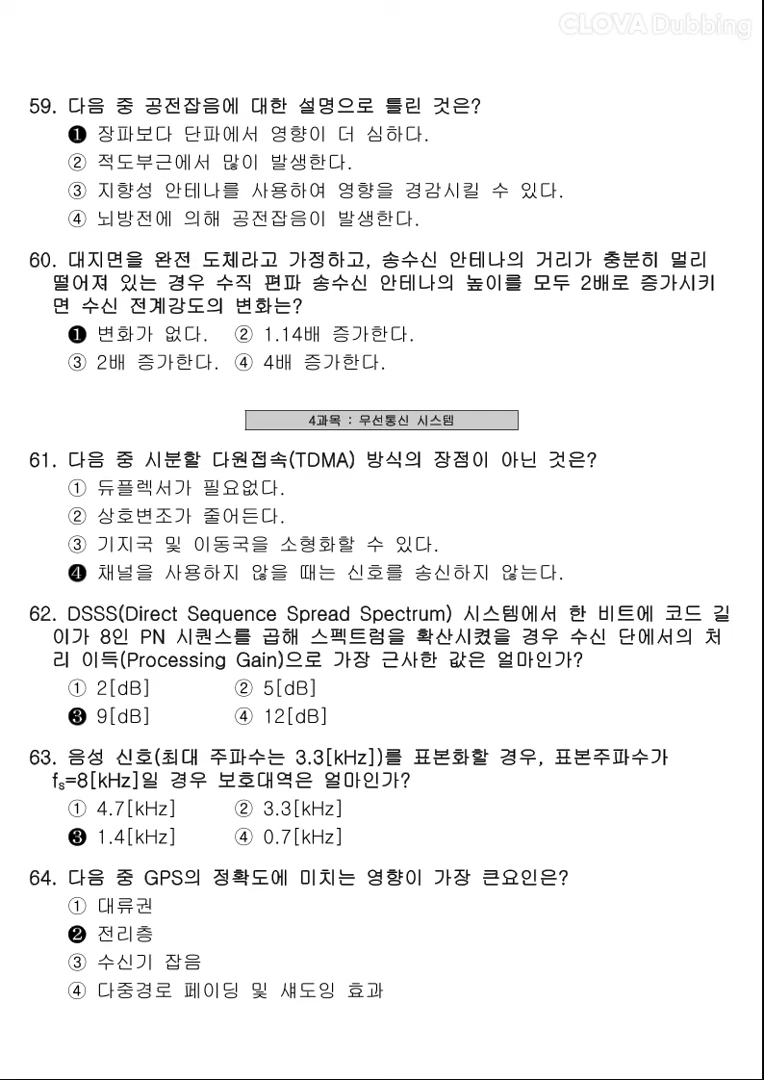 CLOVA Dubbing
59. 다음 중 공전잡음에 대한 설명으로 틀린 것은?
❶ 장파보다 단파에서 영향이 더 심하다.
② 적도부근에서 많이 발생한다.
③ 지향성 안테나를 사용하여 영향을 경감시킬 수 있다.
④ 뇌방전에 의해 공전잡음이 발생한다.
60. 대지면을 완전 도체라고 가정하고, 송수신 안테나의 거리가 충분히 멀리
떨어져 있는 경우 수직 편파 송수신 안테나의 높이를 모두 2배로 증가시키
면 수신 전계강도의 변화는?
❶ 변화가 없다. ② 1.14배 증가한다.
③ 2배 증가한다. ④ 4배 증가한다.
4과목 : 무선통신 시스템
61. 다음 중 시분할 다원접속(TDMA) 방식의 장점이 아닌 것은?
① 듀플렉서가 필요없다.
② 상호변조가 줄어든다.
③ 기지국 및 이동국을 소형화할 수 있다.
❹ 채널을 사용하지 않을 때는 신호를 송신하지 않는다.
62. DSSS(Direct Sequence Spread Spectrum) 시스템에서 한 비트에 코드 길
이가 8인 PN 시퀀스를 곱해 스펙트럼을 확산시켰을 경우 수신 단에서의 처
리 이득(Processing Gain)으로 가장 근사한 값은 얼마인가?
① 2[dB] ② 5[dB]
❸ 9[dB] ④ 12[dB]
63. 음성 신호(최대 주파수는 3.3[kHz])를 표본화할 경우, 표본주파수가
fs=8[kHz]일 경우 보호대역은 얼마인가?
① 4.7[kHz] ② 3.3[kHz]
❸ 1.4[kHz] ④ 0.7[kHz]
64. 다음 중 GPS의 정확도에 미치는 영향이 가장 큰요인은?
① 대류권
❷ 전리층
③ 수신기 잡음
④ 다중경로 페이딩 및 섀도잉 효과